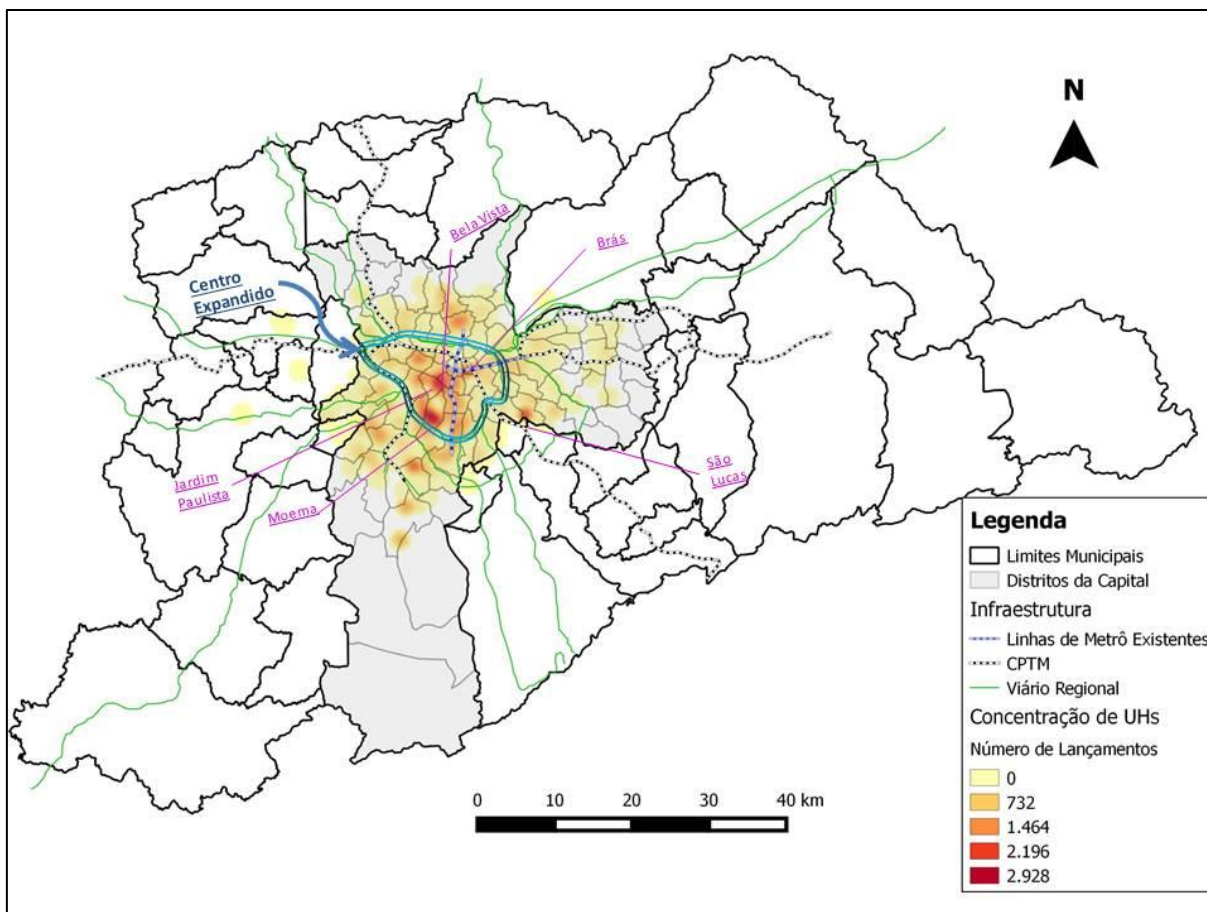 N
Bela Vista
Brás
Centro
Expandido
Jardim
Paulista
Moema
São
Lucas
Legenda
Limites Municipais
Distritos da Capital
Infraestrutura
Linhas de Metrô Existentes
CPTM
Viário Regional
Concentração de UHs
Número de Lançamentos
0
732
1.464
2.196
2.928
0 10 20 30 40 km